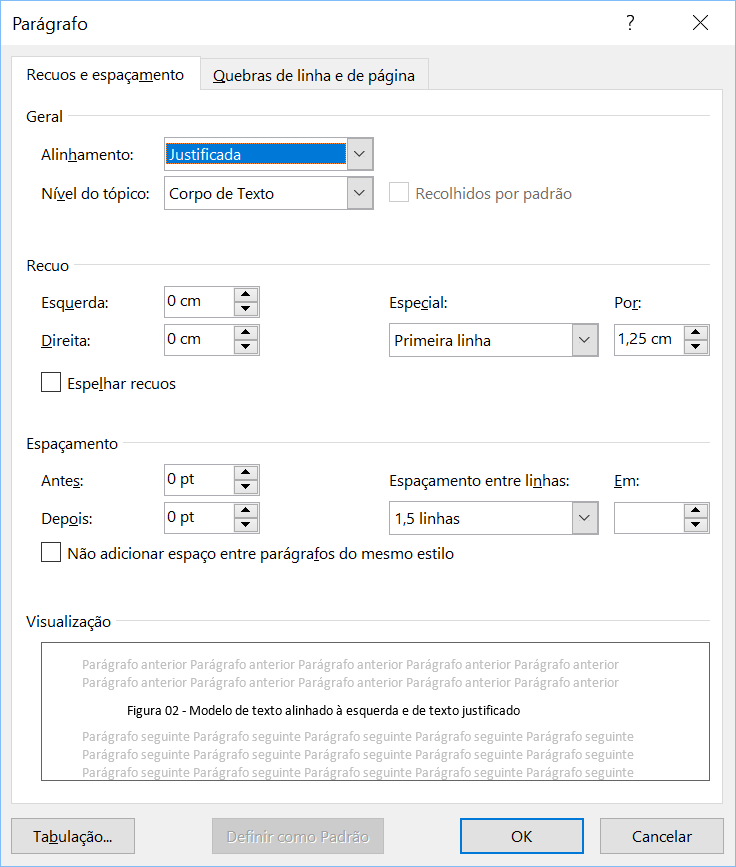 Parágrafo ?
Recuos e espaçamento Quebras de linha e de página
Geral
Alinhamento: Justificada
Nível do tópico: Corpo de Texto Recolhidos por padrão
Recuo
Esquerda: 0 cm Especial: Por:
Direita: 0 cm Primeira linha 1,25 cm
Espelhar recuos
Espaçamento
Antes: 0 pt Espaçamento entre linhas: Em:
Depois: 0 pt 1,5 linhas
Não adicionar espaço entre parágrafos do mesmo estilo
Visualização
Parágrafo anterior Parágrafo anterior Parágrafo anterior Parágrafo anterior Parágrafo anterior
Parágrafo anterior Parágrafo anterior Parágrafo anterior Parágrafo anterior Parágrafo anterior
Figura 02 - Modelo de texto alinhado à esquerda e de texto justificado
Parágrafo seguinte Parágrafo seguinte Parágrafo seguinte Parágrafo seguinte Parágrafo seguinte
Parágrafo seguinte Parágrafo seguinte Parágrafo seguinte Parágrafo seguinte Parágrafo seguinte
Parágrafo seguinte Parágrafo seguinte Parágrafo seguinte Parágrafo seguinte Parágrafo seguinte
Tabulação... Definir como Padrão OK Cancelar